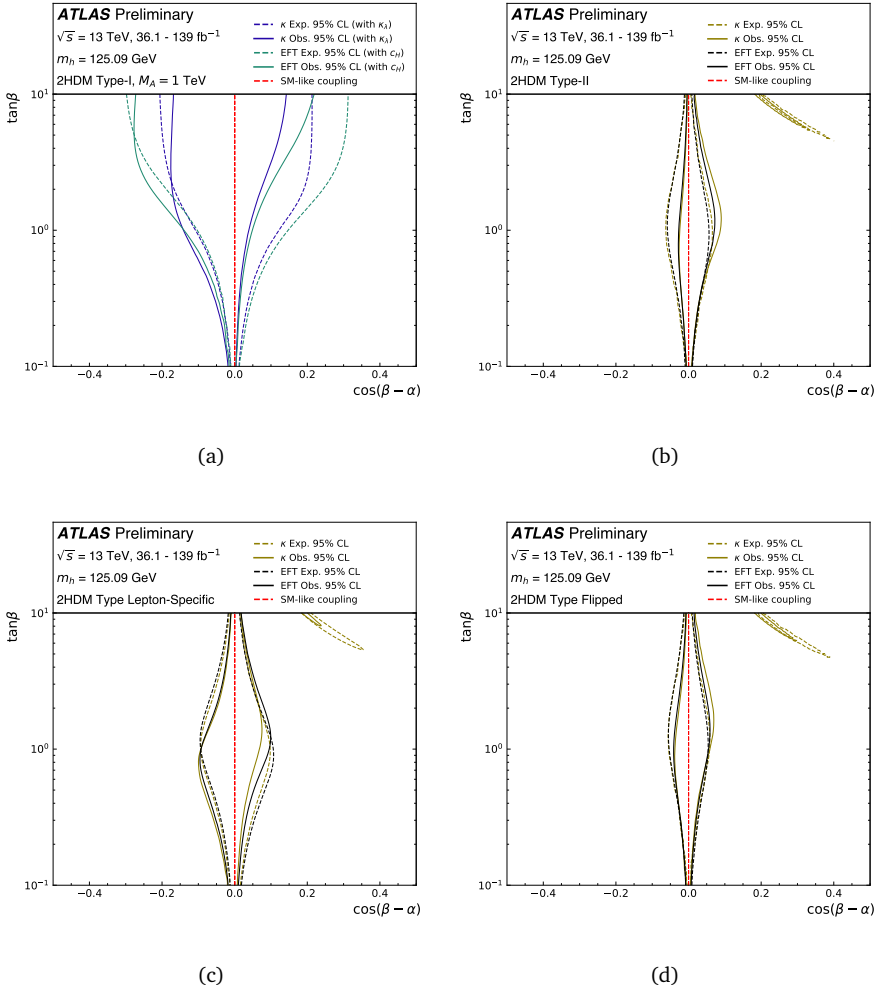 ATLAS Preliminary
√s = 13 TeV, 36.1 - 139 fb⁻¹
m_h = 125.09 GeV
2HDM Type-I, M_A = 1 TeV
κ Exp. 95% CL (with κ_λ)
κ Obs. 95% CL (with κ_λ)
EFT Exp. 95% CL (with c_H)
EFT Obs. 95% CL (with c_H)
SM-like coupling
tanβ
10¹
10⁰
10⁻¹
−0.4 −0.2 0.0 0.2 0.4
cos(β − α)
(a)
ATLAS Preliminary
√s = 13 TeV, 36.1 - 139 fb⁻¹
m_h = 125.09 GeV
2HDM Type-II
κ Exp. 95% CL
κ Obs. 95% CL
EFT Exp. 95% CL
EFT Obs. 95% CL
SM-like coupling
tanβ
10¹
10⁰
10⁻¹
−0.4 −0.2 0.0 0.2 0.4
cos(β − α)
(b)
ATLAS Preliminary
√s = 13 TeV, 36.1 - 139 fb⁻¹
m_h = 125.09 GeV
2HDM Type Lepton-Specific
κ Exp. 95% CL
κ Obs. 95% CL
EFT Exp. 95% CL
EFT Obs. 95% CL
SM-like coupling
tanβ
10¹
10⁰
10⁻¹
−0.4 −0.2 0.0 0.2 0.4
cos(β − α)
(c)
ATLAS Preliminary
√s = 13 TeV, 36.1 - 139 fb⁻¹
m_h = 125.09 GeV
2HDM Type Flipped
κ Exp. 95% CL
κ Obs. 95% CL
EFT Exp. 95% CL
EFT Obs. 95% CL
SM-like coupling
tanβ
10¹
10⁰
10⁻¹
−0.4 −0.2 0.0 0.2 0.4
cos(β − α)
(d)